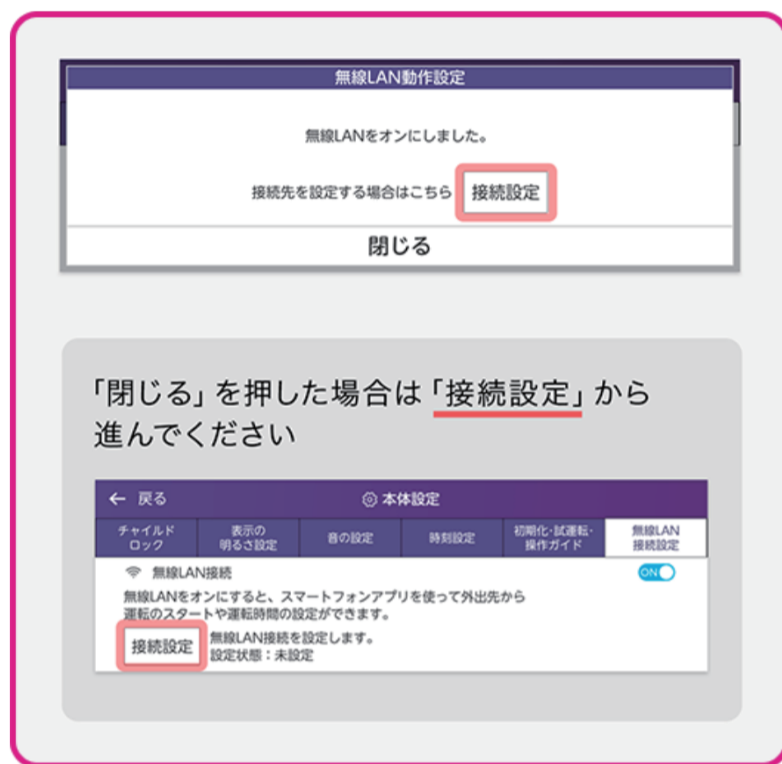 無線LAN動作設定
無線LANをオンにしました。
接続先を設定する場合はこちら 接続設定
閉じる
「閉じる」を押した場合は「接続設定」から
進んでください
← 戻る 本体設定
チャイルド
ロック
表示の
明るさ設定
音の設定
時刻設定
初期化・試運転・
操作ガイド
無線LAN
接続設定
無線LAN接続 ON
無線LANをオンにすると、スマートフォンアプリを使って外出先から
運転のスタートや運転時間の設定ができます。
接続設定
無線LAN接続を設定します。
設定状態：未設定